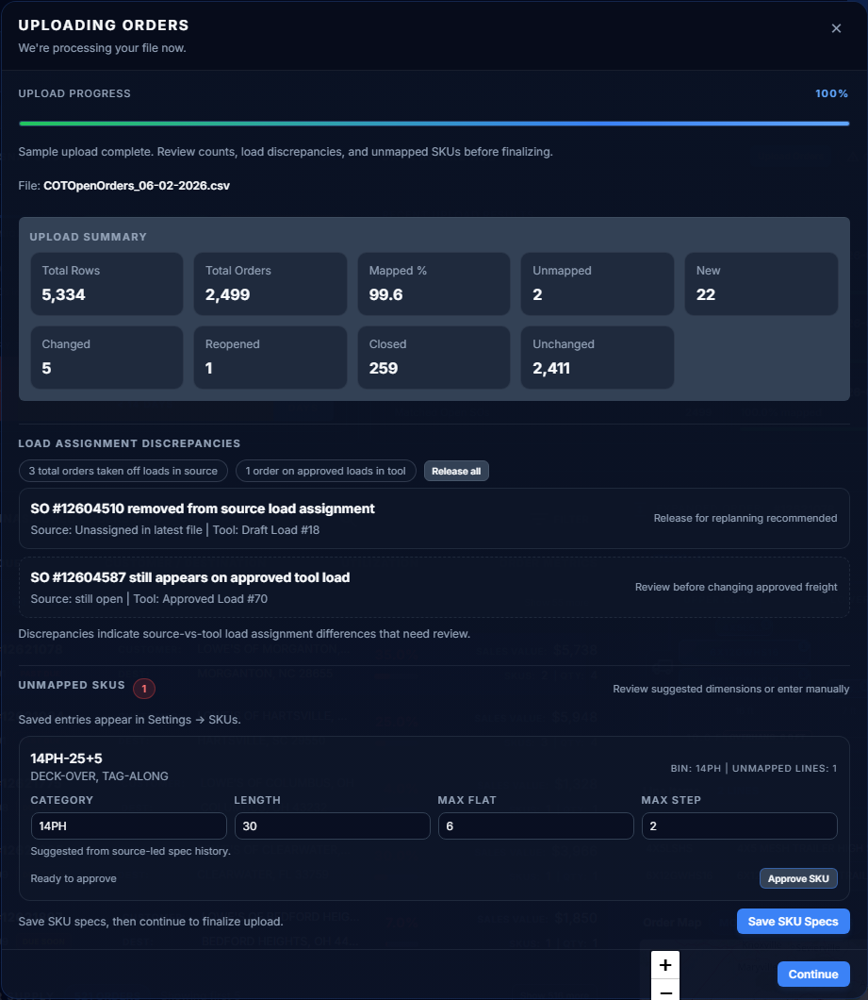 UPLOADING ORDERS
We're processing your file now.
UPLOAD PROGRESS 100%
Sample upload complete. Review counts, load discrepancies, and unmapped SKUs before finalizing.
File: COTOpenOrders_06-02-2026.csv
UPLOAD SUMMARY
Total Rows Total Orders Mapped % Unmapped New
5,334 2,499 99.6 2 22
Changed Reopened Closed Unchanged
5 1 259 2,411
LOAD ASSIGNMENT DISCREPANCIES
3 total orders taken off loads in source 1 order on approved loads in tool Release all
SO #12604510 removed from source load assignment
Source: Unassigned in latest file | Tool: Draft Load #18
Release for replanning recommended
SO #12604587 still appears on approved tool load
Source: still open | Tool: Approved Load #70
Review before changing approved freight
Discrepancies indicate source-vs-tool load assignment differences that need review.
UNMAPPED SKUS 1
Review suggested dimensions or enter manually
Saved entries appear in Settings → SKUs.
14PH-25+5
DECK-OVER, TAG-ALONG
BIN: 14PH | UNMAPPED LINES: 1
CATEGORY LENGTH MAX FLAT MAX STEP
14PH 30 6 2
Suggested from source-led spec history.
Ready to approve Approve SKU
Save SKU specs, then continue to finalize upload. Save SKU Specs
+
−
Continue